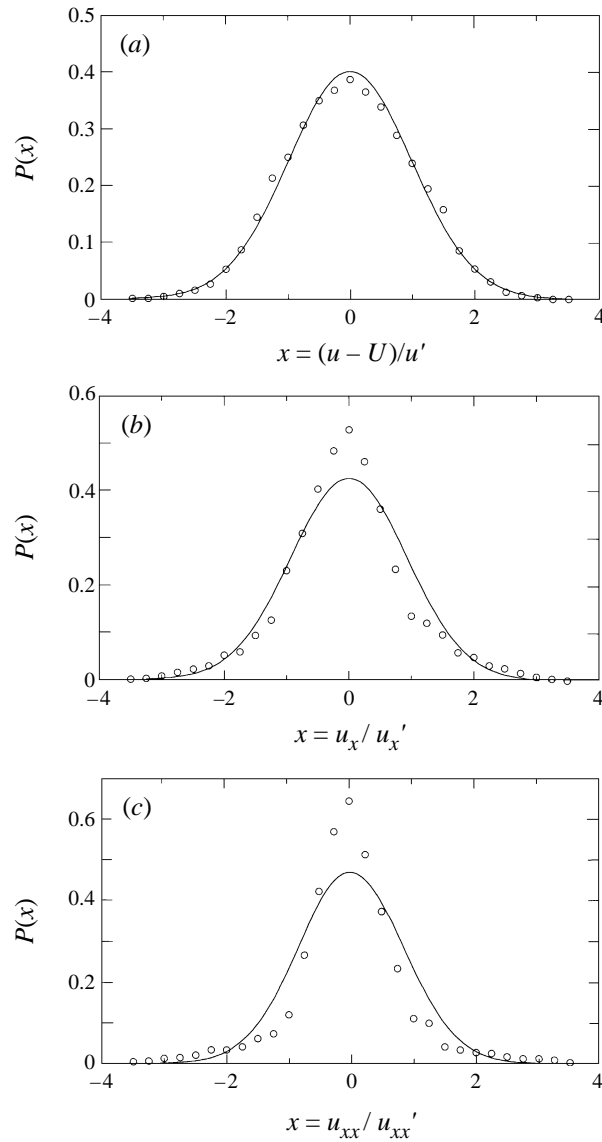 0.5
(a)
0.4
0.3
P(x)
0.2
0.1
0
−4 −2 0 2 4
x = (u – U)/u'
0.6
(b)
0.4
P(x)
0.2
0
−4 −2 0 2 4
x = u_x / u_x'
0.6
(c)
0.4
P(x)
0.2
0
−4 −2 0 2 4
x = u_xx / u_xx'